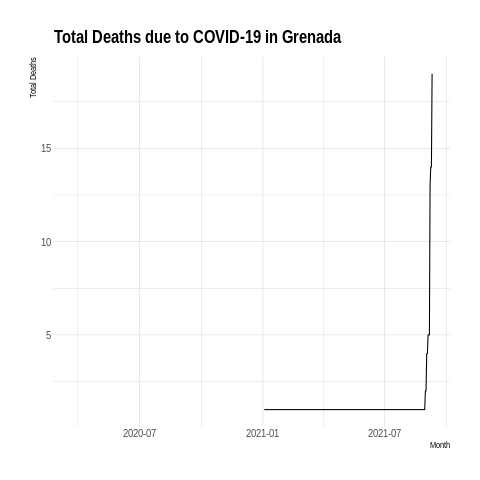 Total Deaths due to COVID-19 in Grenada
Total Deaths
15
10
5
2020-07
2021-01
2021-07
Month